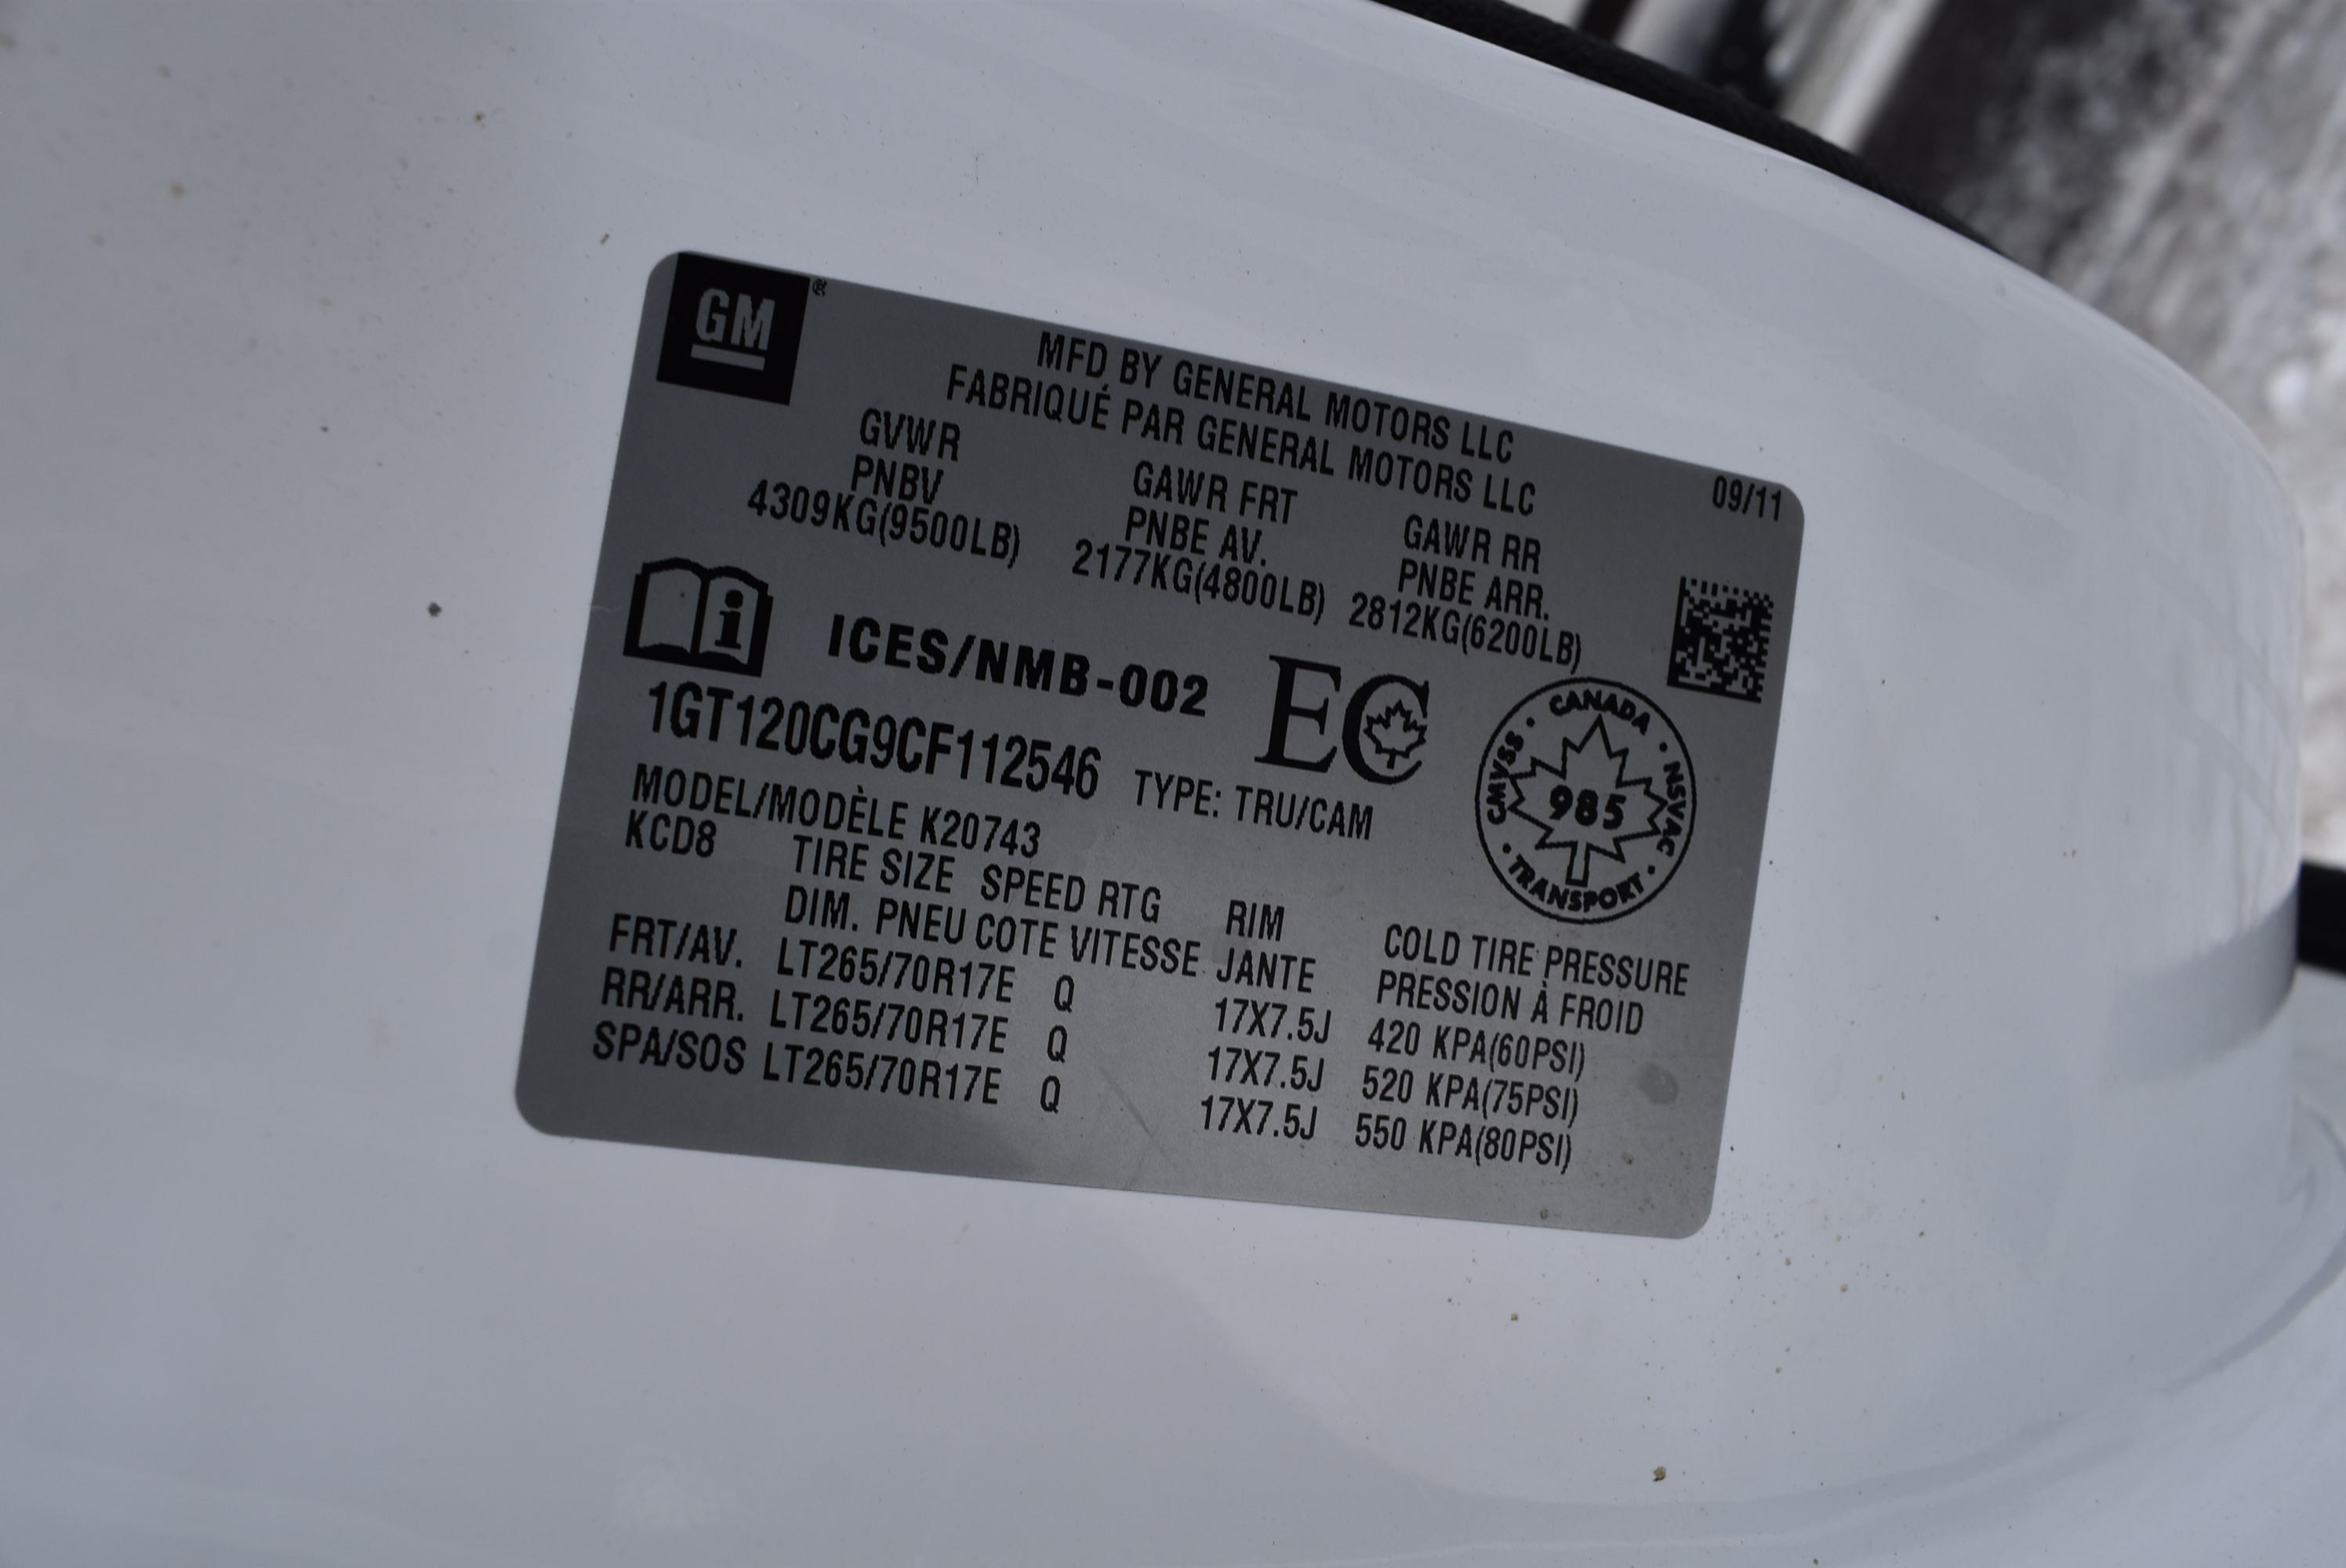 GM®
MFD BY GENERAL MOTORS LLC
FABRIQUÉ PAR GENERAL MOTORS LLC
09/11
GVWR GAWR FRT GAWR RR
PNBV PNBE AV. PNBE ARR.
4309KG(9500LB) 2177KG(4800LB) 2812KG(6200LB)
i ICES/NMB-002 EC
1GT120CG9CF112546 TYPE: TRU/CAM
CANADA • NSVAC • TRANSPORT • CMVSS •
985
MODEL/MODÈLE K20743
KCD8 TIRE SIZE SPEED RTG RIM COLD TIRE PRESSURE
DIM. PNEU COTE VITESSE JANTE PRESSION À FROID
FRT/AV. LT265/70R17E Q 17X7.5J 420 KPA(60PSI)
RR/ARR. LT265/70R17E Q 17X7.5J 520 KPA(75PSI)
SPA/SOS LT265/70R17E Q 17X7.5J 550 KPA(80PSI)